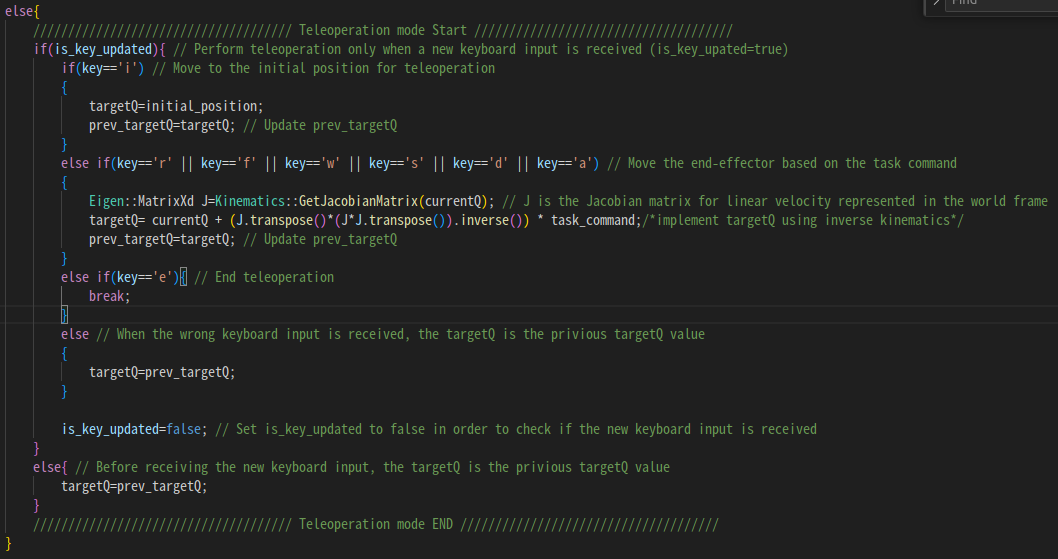 Find
else{
///////////////////////////////////// Teleoperation mode Start /////////////////////////////////////
if(is_key_updated){ // Perform teleoperation only when a new keyboard input is received (is_key_upated=true)
if(key=='i') // Move to the initial position for teleoperation
{
targetQ=initial_position;
prev_targetQ=targetQ; // Update prev_targetQ
}
else if(key=='r' || key=='f' || key=='w' || key=='s' || key=='d' || key=='a') // Move the end-effector based on the task command
{
Eigen::MatrixXd J=Kinematics::GetJacobianMatrix(currentQ); // J is the Jacobian matrix for linear velocity represented in the world frame
targetQ= currentQ + (J.transpose()*(J*J.transpose()).inverse()) * task_command;/*implement targetQ using inverse kinematics*/
prev_targetQ=targetQ; // Update prev_targetQ
}
else if(key=='e'){ // End teleoperation
break;
}
else // When the wrong keyboard input is received, the targetQ is the privious targetQ value
{
targetQ=prev_targetQ;
}
is_key_updated=false; // Set is_key_updated to false in order to check if the new keyboard input is received
}
else{ // Before receiving the new keyboard input, the targetQ is the privious targetQ value
targetQ=prev_targetQ;
}
///////////////////////////////////// Teleoperation mode END /////////////////////////////////////
}